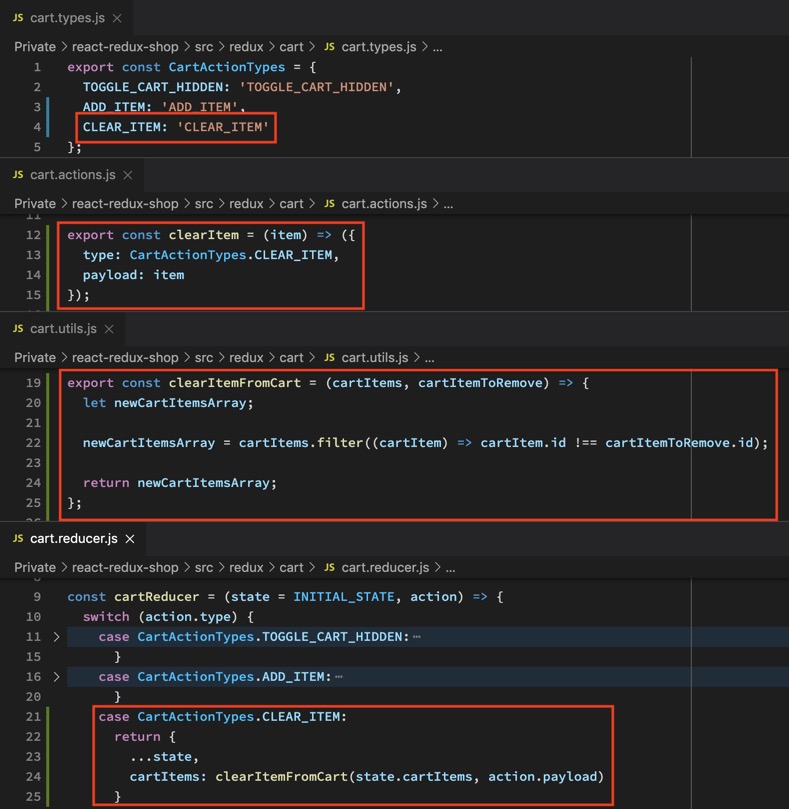 JS cart.types.js ×
Private > react-redux-shop > src > redux > cart > JS cart.types.js > ...
1 export const CartActionTypes = {
2 TOGGLE_CART_HIDDEN: 'TOGGLE_CART_HIDDEN',
3 ADD_ITEM: 'ADD_ITEM',
4 CLEAR_ITEM: 'CLEAR_ITEM'
5 };
JS cart.actions.js ×
Private > react-redux-shop > src > redux > cart > JS cart.actions.js > ...
11
12 export const clearItem = (item) => ({
13 type: CartActionTypes.CLEAR_ITEM,
14 payload: item
15 });
JS cart.utils.js ×
Private > react-redux-shop > src > redux > cart > JS cart.utils.js > ...
19 export const clearItemFromCart = (cartItems, cartItemToRemove) => {
20 let newCartItemsArray;
21
22 newCartItemsArray = cartItems.filter((cartItem) => cartItem.id !== cartItemToRemove.id);
23
24 return newCartItemsArray;
25 };
JS cart.reducer.js ×
Private > react-redux-shop > src > redux > cart > JS cart.reducer.js > ...
9 const cartReducer = (state = INITIAL_STATE, action) => {
10 switch (action.type) {
11 > case CartActionTypes.TOGGLE_CART_HIDDEN: ⋯
15 }
16 > case CartActionTypes.ADD_ITEM: ⋯
20 }
21 case CartActionTypes.CLEAR_ITEM:
22 return {
23 ...state,
24 cartItems: clearItemFromCart(state.cartItems, action.payload)
25 }